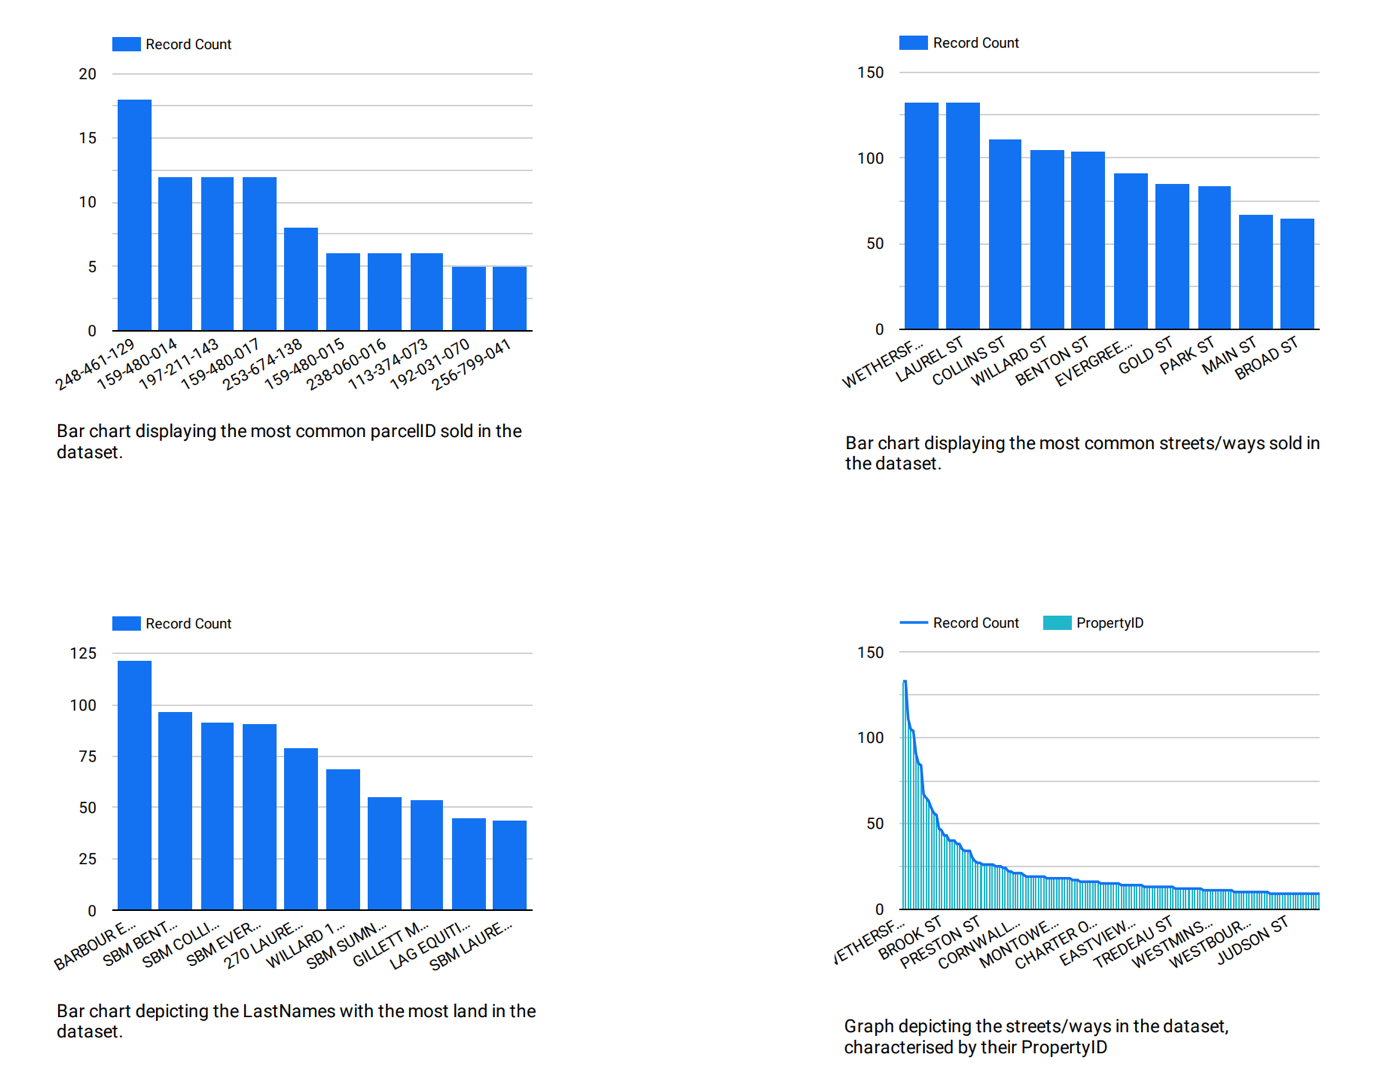 Record Count
20
15
10
5
0
248-461-129
159-480-014
197-211-143
159-480-017
253-674-138
159-480-015
238-060-016
113-374-073
192-031-070
256-799-041
Bar chart displaying the most common parcelID sold in the
dataset.
Record Count
150
100
50
0
WETHERSF...
LAUREL ST
COLLINS ST
WILLARD ST
BENTON ST
EVERGREE...
GOLD ST
PARK ST
MAIN ST
BROAD ST
Bar chart displaying the most common streets/ways sold in
the dataset.
Record Count
125
100
75
50
25
0
BARBOUR E...
SBM BENT...
SBM COLLI...
SBM EVER...
270 LAURE...
WILLARD 1...
SBM SUMN...
GILLETT M...
LAG EQUITI...
SBM LAURE...
Bar chart depicting the LastNames with the most land in the
dataset.
Record Count PropertyID
150
100
50
0
ETHERSF...
BROOK ST
PRESTON ST
CORNWALL...
MONTOWE...
CHARTER O...
EASTVIEW...
TREDEAU ST
WESTMINS...
WESTBOUR...
JUDSON ST
Graph depicting the streets/ways in the dataset,
characterised by their PropertyID